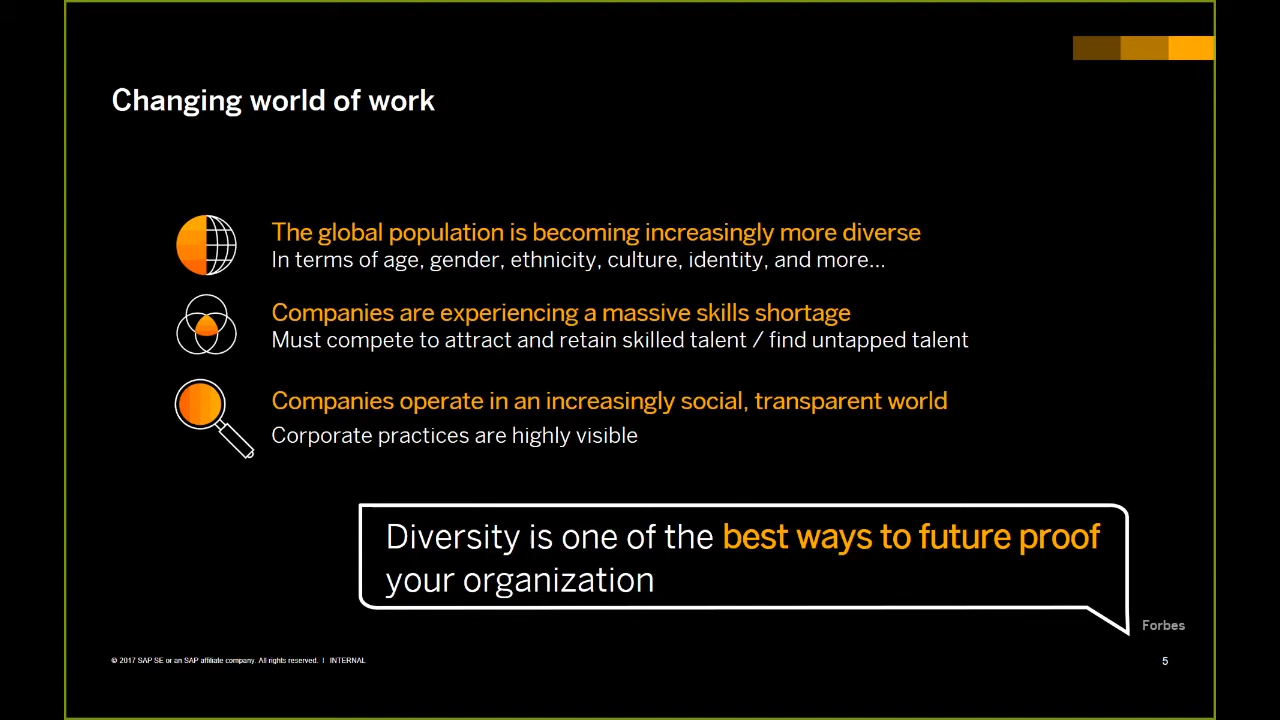 Changing world of work
The global population is becoming increasingly more diverse
In terms of age, gender, ethnicity, culture, identity, and more...
Companies are experiencing a massive skills shortage
Must compete to attract and retain skilled talent / find untapped talent
Companies operate in an increasingly social, transparent world
Corporate practices are highly visible
Diversity is one of the best ways to future proof
your organization
Forbes
© 2017 SAP SE or an SAP affiliate company. All rights reserved. I INTERNAL
5